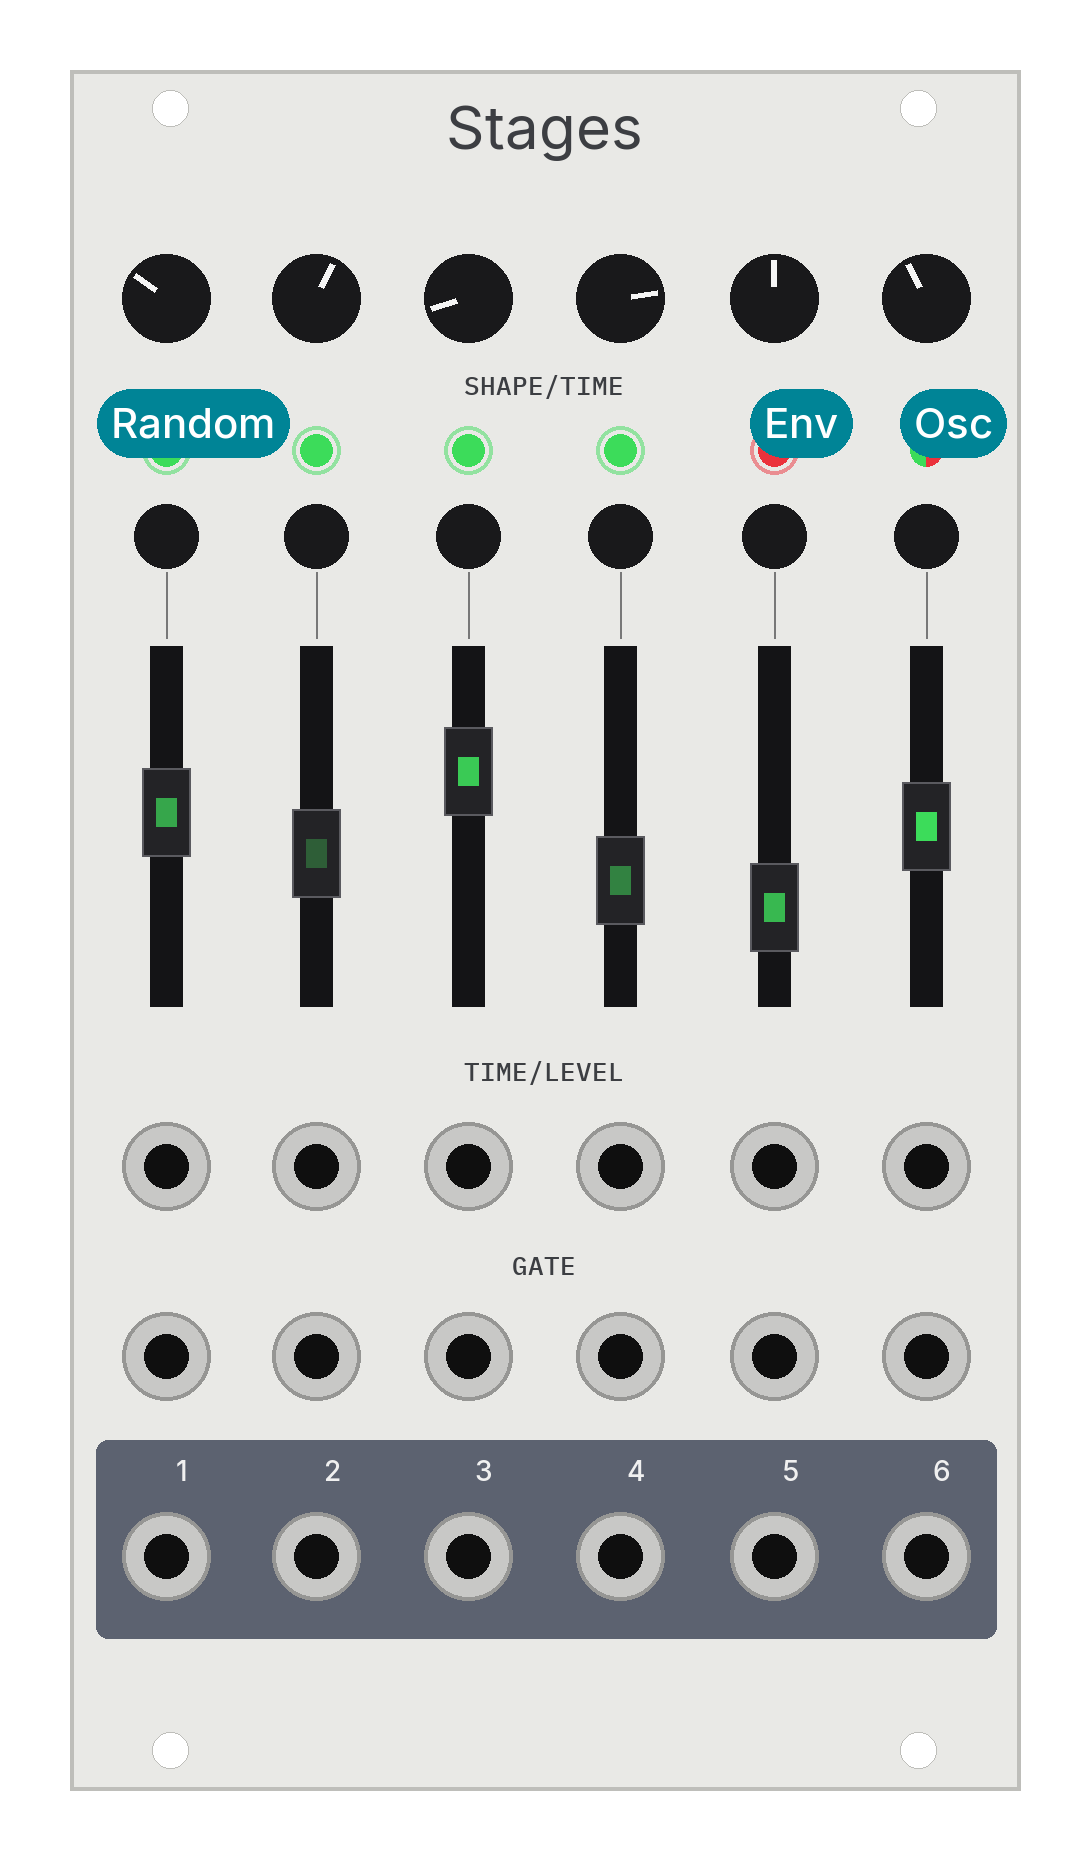 Stages
SHAPE/TIME
Random Env Osc
TIME/LEVEL
GATE
1 2 3 4 5 6